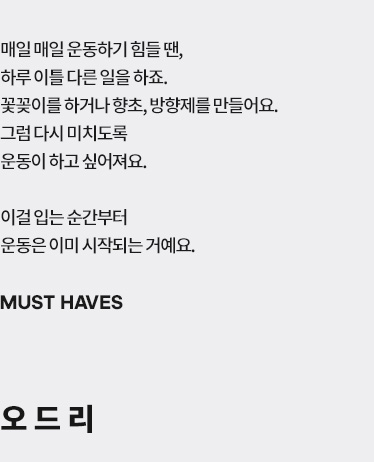 매일 매일 운동하기 힘들 땐,
하루 이틀 다른 일을 하죠.
꽃꽂이를 하거나 향초, 방향제를 만들어요.
그럼 다시 미치도록
운동이 하고 싶어져요.
이걸 입는 순간부터
운동은 이미 시작되는 거예요.
MUST HAVES
오드리